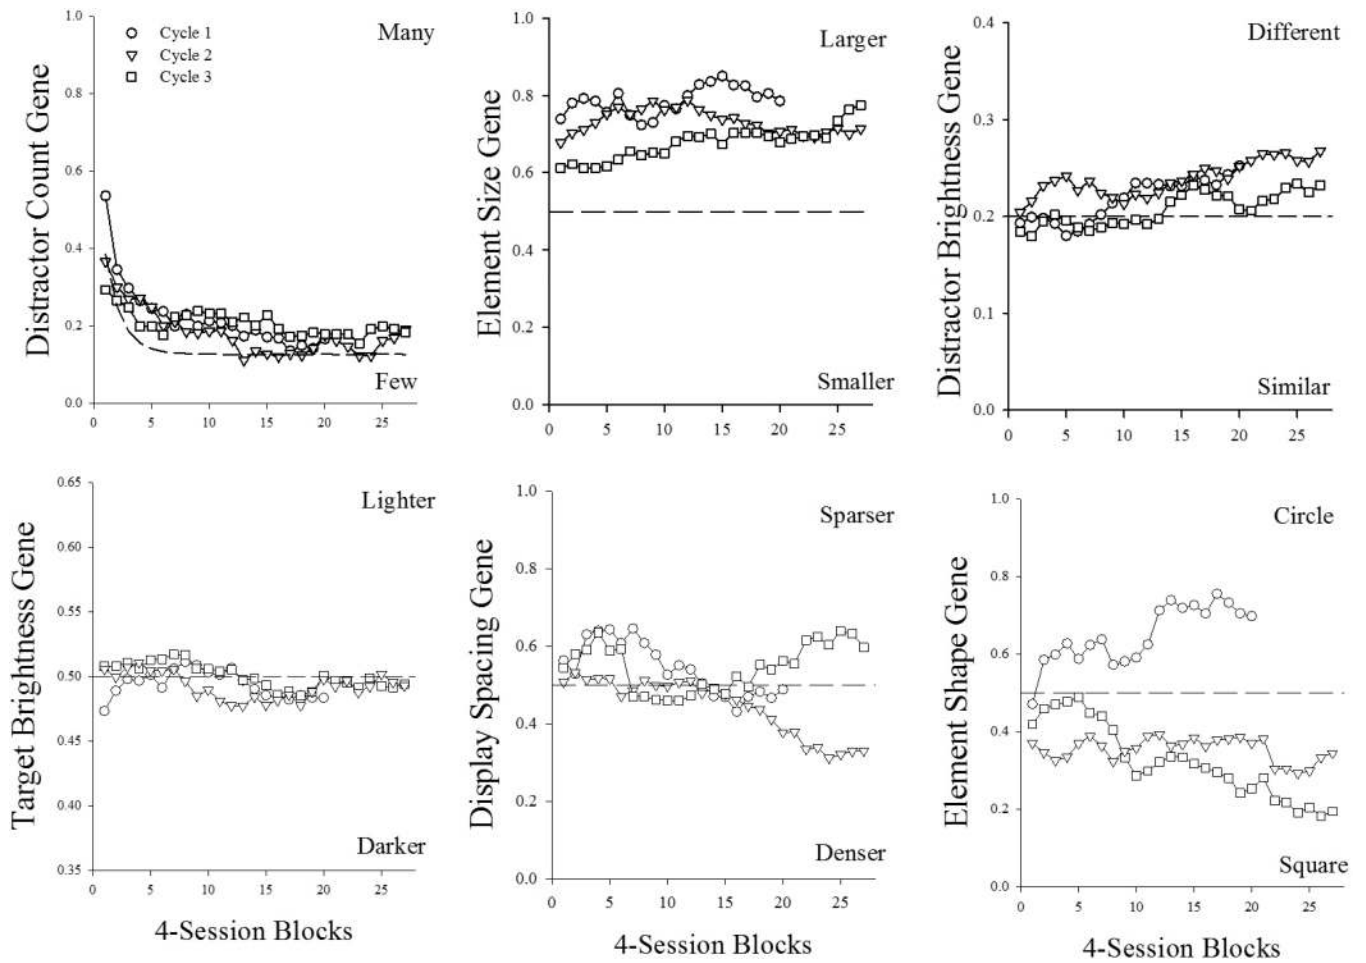 Distractor Count Gene
1.0
0.8
0.6
0.4
0.2
0.0
Cycle 1
Cycle 2
Cycle 3
Many
Few
0 5 10 15 20 25
Element Size Gene
1.0
0.8
0.6
0.4
0.2
0.0
Larger
Smaller
0 5 10 15 20 25
Distractor Brightness Gene
0.4
0.3
0.2
0.1
0.0
Different
Similar
0 5 10 15 20 25
Target Brightness Gene
0.65
0.60
0.55
0.50
0.45
0.40
0.35
Lighter
Darker
0 5 10 15 20 25
4-Session Blocks
Display Spacing Gene
1.0
0.8
0.6
0.4
0.2
0.0
Sparser
Denser
0 5 10 15 20 25
4-Session Blocks
Element Shape Gene
1.0
0.8
0.6
0.4
0.2
0.0
Circle
Square
0 5 10 15 20 25
4-Session Blocks